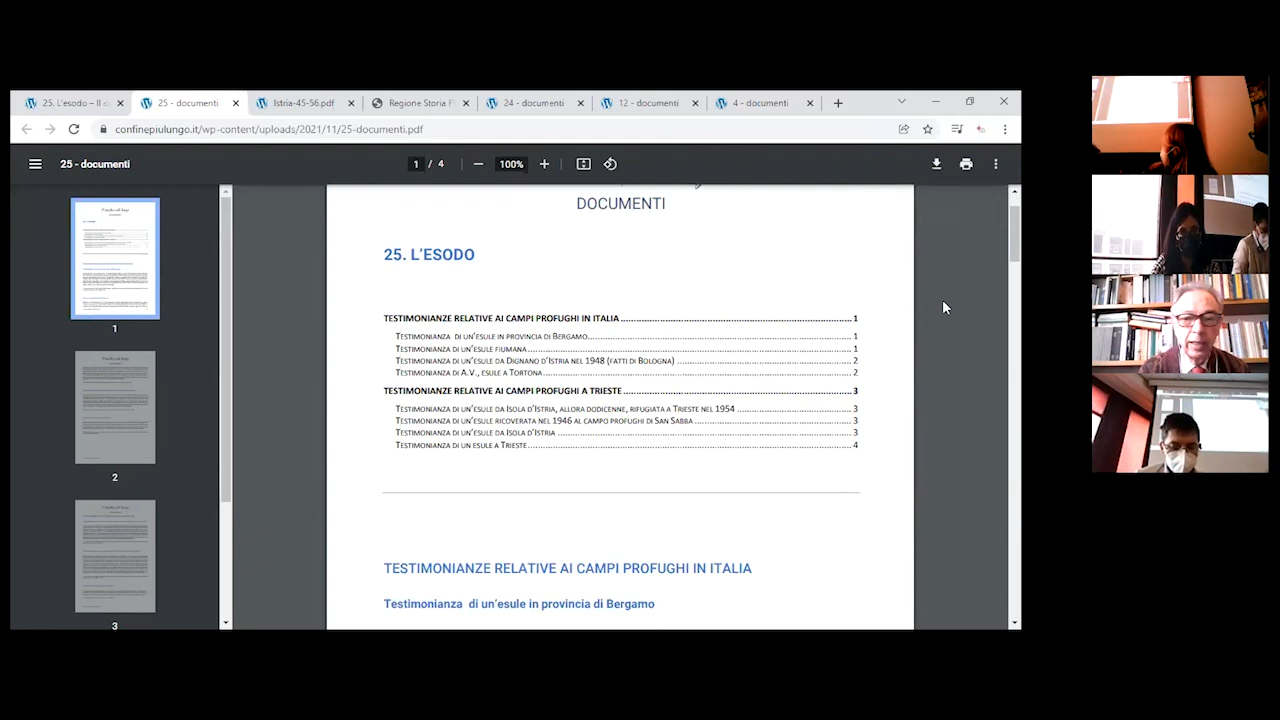 25. L'esodo – Il c
25 - documenti
Istria-45-56.pdf
Regione Storia F
24 - documenti
12 - documenti
4 - documenti
confinepiulungo.it/wp-content/uploads/2021/11/25-documenti.pdf
25 - documenti
1 / 4
100%
DOCUMENTI
25. L'ESODO
TESTIMONIANZE RELATIVE AI CAMPI PROFUGHI IN ITALIA 1
TESTIMONIANZA DI UN'ESULE IN PROVINCIA DI BERGAMO 1
TESTIMONIANZA DI UN'ESULE FIUMANA 1
TESTIMONIANZA DI UN'ESULE DA DIGNANO D'ISTRIA NEL 1948 (FATTI DI BOLOGNA) 2
TESTIMONIANZA DI A.V., ESULE A TORTONA 2
TESTIMONIANZE RELATIVE AI CAMPI PROFUGHI A TRIESTE 3
TESTIMONIANZA DI UN'ESULE DA ISOLA D'ISTRIA, ALLORA DODICENNE, RIFUGIATA A TRIESTE NEL 1954 3
TESTIMONIANZA DI UN'ESULE RICOVERATA NEL 1946 AL CAMPO PROFUGHI DI SAN SABBA 3
TESTIMONIANZA DI UN'ESULE DA ISOLA D'ISTRIA 3
TESTIMONIANZA DI UN ESULE A TRIESTE 4
TESTIMONIANZE RELATIVE AI CAMPI PROFUGHI IN ITALIA
Testimonianza di un'esule in provincia di Bergamo
1
2
3